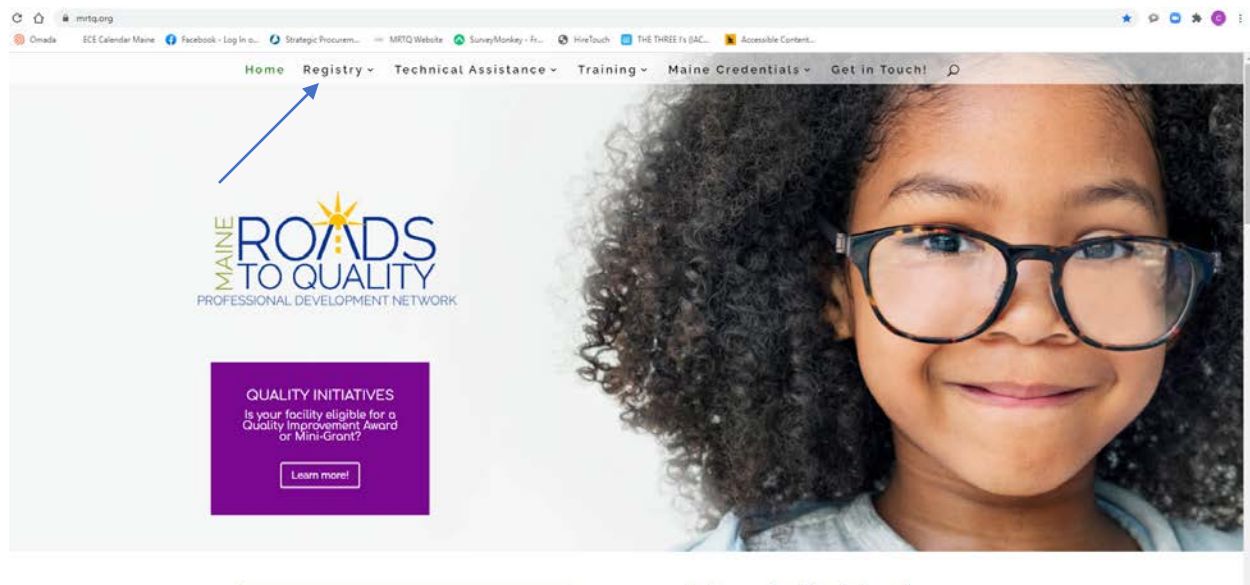 mrtq.org
Omada ECE Calendar Maine Facebook - Log In o... Strategic Procurem... MRTQ Website SurveyMonkey - Fr... HireTouch THE THREE I's (IAC... Accessible Content...
Home Registry Technical Assistance Training Maine Credentials Get in Touch!
MAINE
ROADS
TO QUALITY
PROFESSIONAL DEVELOPMENT NETWORK
QUALITY INITIATIVES
Is your facility eligible for a
Quality Improvement Award
or Mini-Grant?
Learn more!